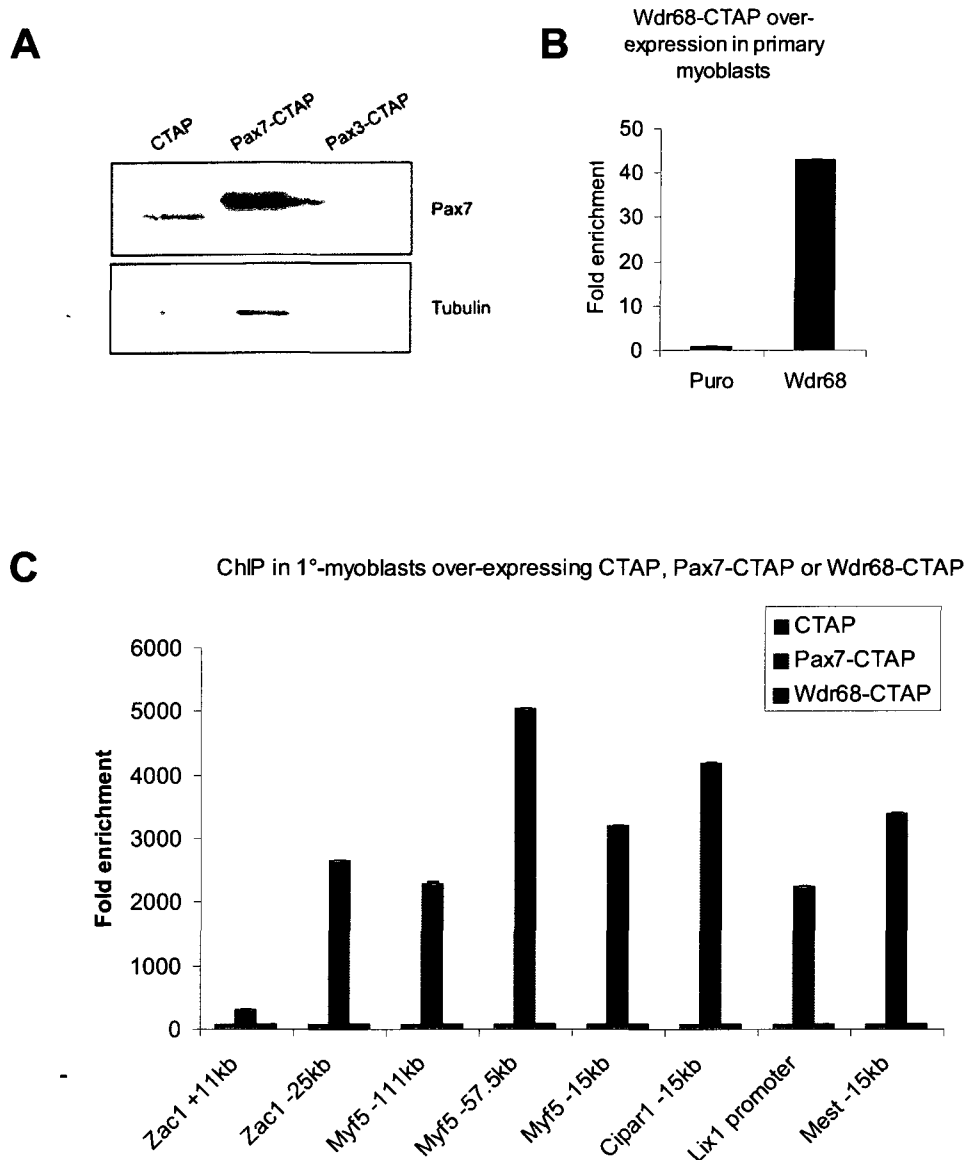 A
CTAP
Pax7-CTAP
Pax3-CTAP
Pax7
Tubulin
B
Wdr68-CTAP over-
expression in primary
myoblasts
Fold enrichment
50
40
30
20
10
0
Puro
Wdr68
C
ChIP in 1°-myoblasts over-expressing CTAP, Pax7-CTAP or Wdr68-CTAP
CTAP
Pax7-CTAP
Wdr68-CTAP
Fold enrichment
6000
5000
4000
3000
2000
1000
0
Zac1 +11kb
Zac1 -25kb
Myf5 -111kb
Myf5 -57.5kb
Myf5 -15kb
Cipar1 -15kb
Lix1 promoter
Mest -15kb